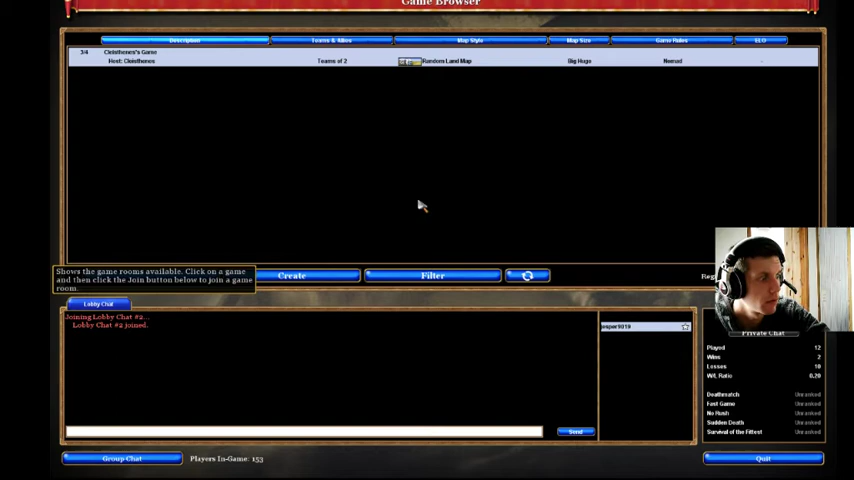 Game Browser
Description Teams & Allies Map Style Map Size Game Rules ELO
3/4 Cleisthenes's Game
Host: Cleisthenes Teams of 2 Random Land Map Big Huge Nomad -
Create Filter
Shows the game rooms available. Click on a game
and then click the Join button below to join a game
room.
Lobby Chat
Joining Lobby Chat #2...
Lobby Chat #2 joined.
Private Chat
Played 12
Wins 2
Losses 10
W/L Ratio 0.20
Deathmatch Unranked
Fast Game Unranked
No Rush Unranked
Sudden Death Unranked
Survival of the Fittest Unranked
Send
Group Chat Players In-Game: 153 Quit